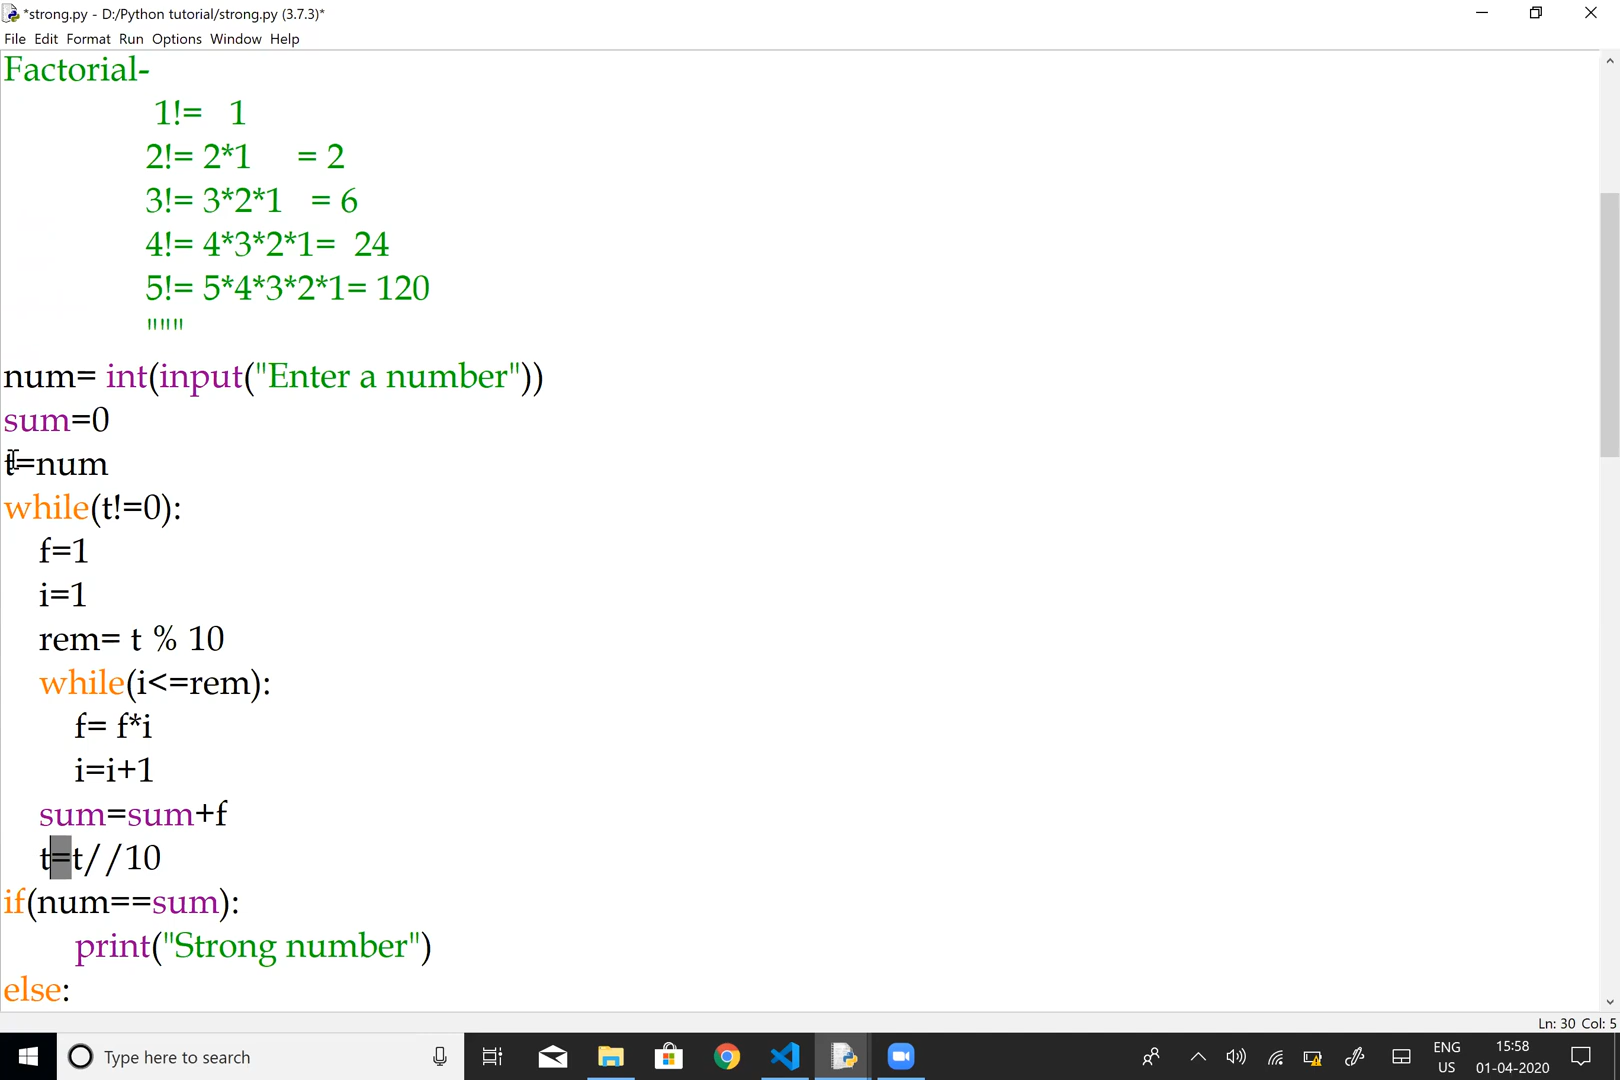 *strong.py - D:/Python tutorial/strong.py (3.7.3)*
File Edit Format Run Options Window Help
Factorial-
1!= 1
2!= 2*1 = 2
3!= 3*2*1 = 6
4!= 4*3*2*1= 24
5!= 5*4*3*2*1= 120
"""
num= int(input("Enter a number"))
sum=0
t=num
while(t!=0):
f=1
i=1
rem= t % 10
while(i<=rem):
f= f*i
i=i+1
sum=sum+f
t=t//10
if(num==sum):
print("Strong number")
else:
Ln: 30 Col: 5
Type here to search
ENG
US
15:58
01-04-2020